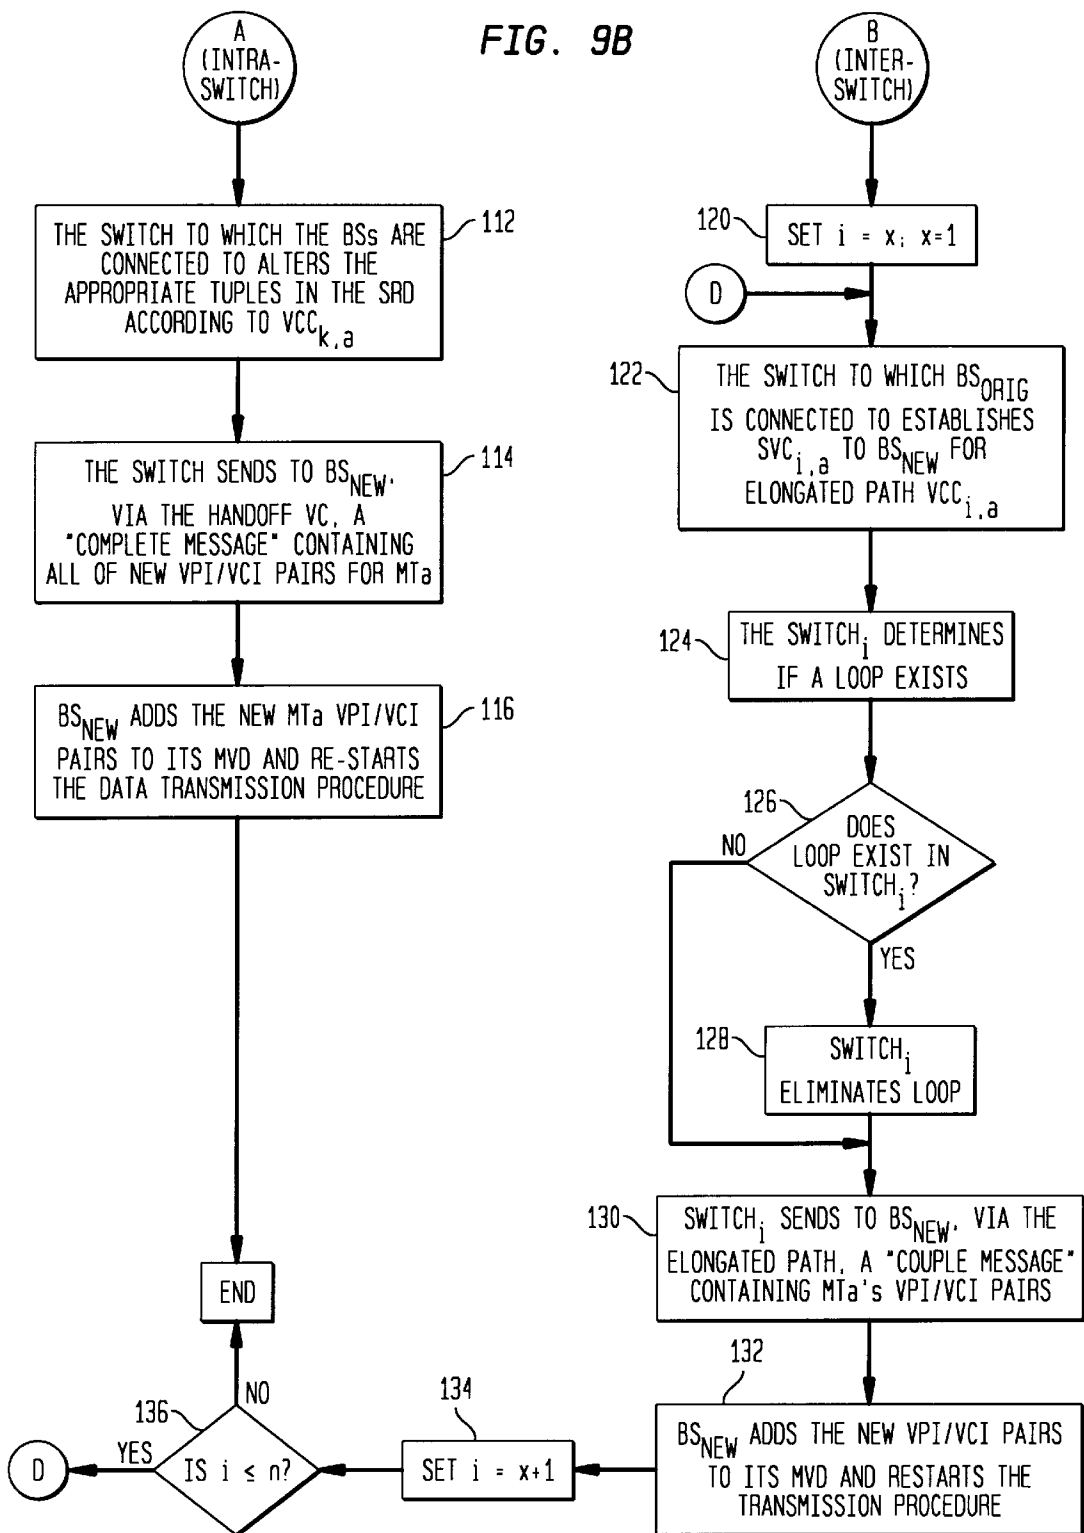 FIG. 9B
A
(INTRA-
SWITCH)
112
THE SWITCH TO WHICH THE BSs ARE
CONNECTED TO ALTERS THE
APPROPRIATE TUPLES IN THE SRD
ACCORDING TO VCCk,a
114
THE SWITCH SENDS TO BSNEW,
VIA THE HANDOFF VC, A
"COMPLETE MESSAGE" CONTAINING
ALL OF NEW VPI/VCI PAIRS FOR MTa
116
BSNEW ADDS THE NEW MTa VPI/VCI
PAIRS TO ITS MVD AND RE-STARTS
THE DATA TRANSMISSION PROCEDURE
END
B
(INTER-
SWITCH)
120
SET i = x; x=1
D
122
THE SWITCH TO WHICH BSORIG
IS CONNECTED TO ESTABLISHES
SVCi,a TO BSNEW FOR
ELONGATED PATH VCCi,a
124
THE SWITCHi DETERMINES
IF A LOOP EXISTS
126
DOES
LOOP EXIST IN
SWITCHi?
NO
YES
128
SWITCHi
ELIMINATES LOOP
130
SWITCHi SENDS TO BSNEW, VIA THE
ELONGATED PATH, A "COUPLE MESSAGE"
CONTAINING MTa's VPI/VCI PAIRS
132
BSNEW ADDS THE NEW VPI/VCI PAIRS
TO ITS MVD AND RESTARTS THE
TRANSMISSION PROCEDURE
134
SET i = x+1
136
IS i ≤ n?
NO
YES
D